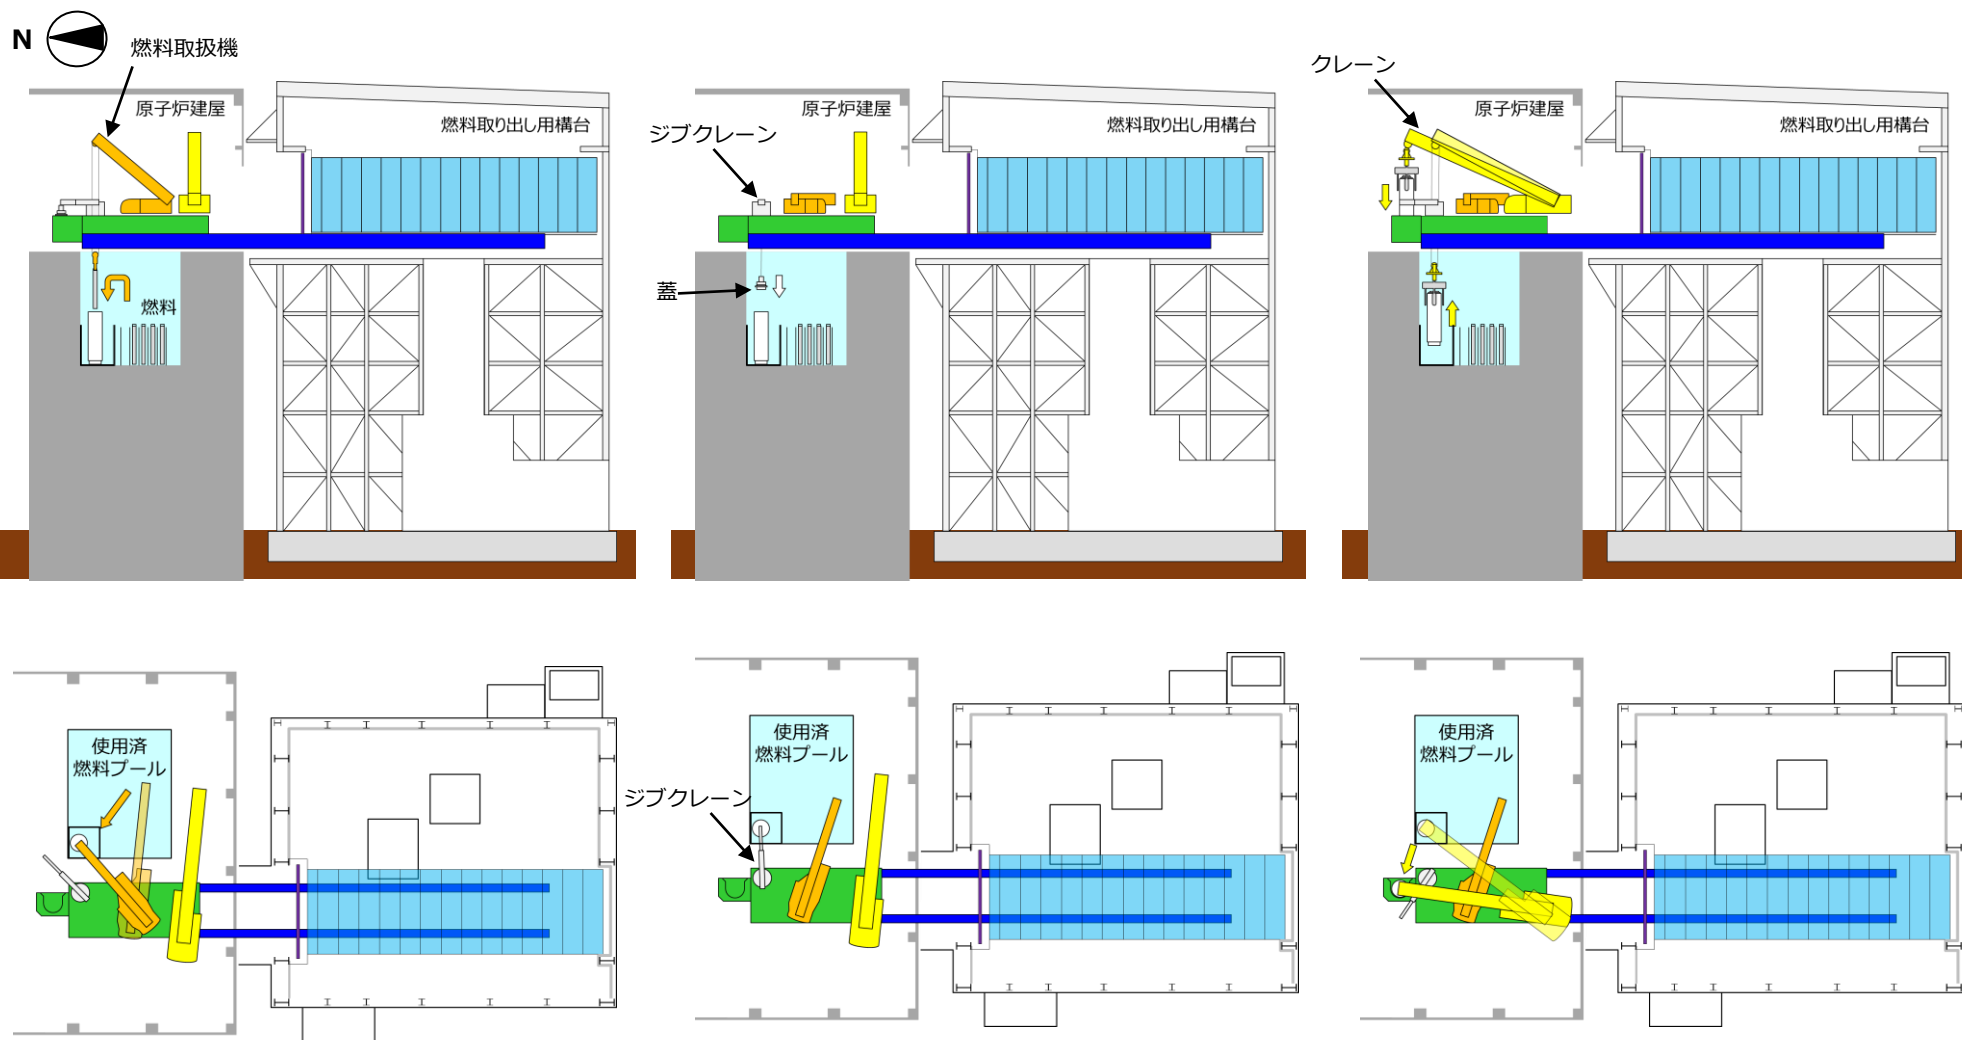 N
燃料取扱機
原子炉建屋
燃料取り出し用構台
燃料
ジブクレーン
原子炉建屋
燃料取り出し用構台
蓋
クレーン
原子炉建屋
燃料取り出し用構台
使用済
燃料プール
ジブクレーン
使用済
燃料プール
使用済
燃料プール